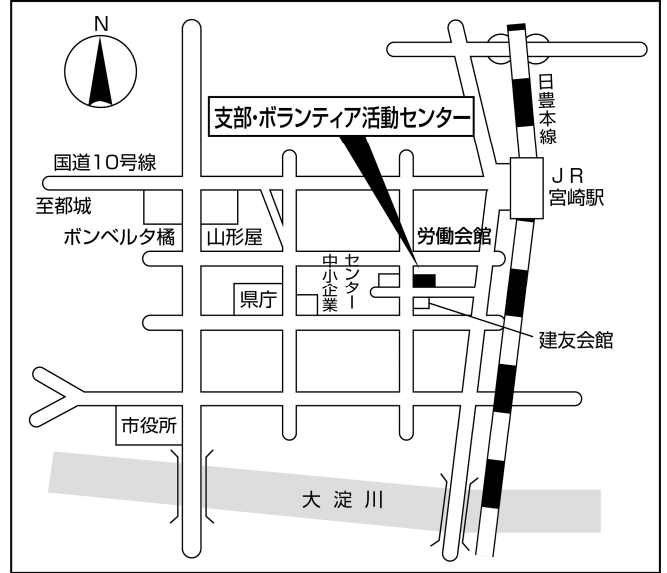 N
日豊本線
支部・ボランティア活動センター
国道10号線
至都城
JR
宮崎駅
ボンベルタ橘
山形屋
労働会館
中小企業
センター
県庁
建友会館
市役所
大淀川